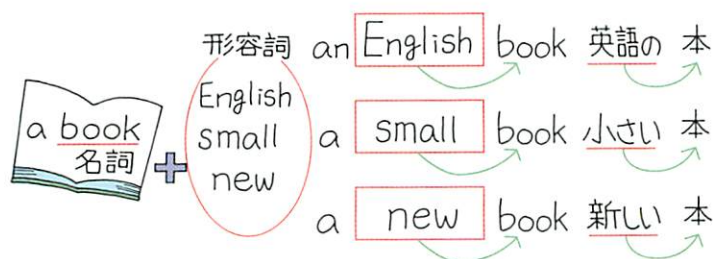 形容詞
English
small
new
a book
名詞
an English book 英語の 本
a small book 小さい 本
a new book 新しい 本